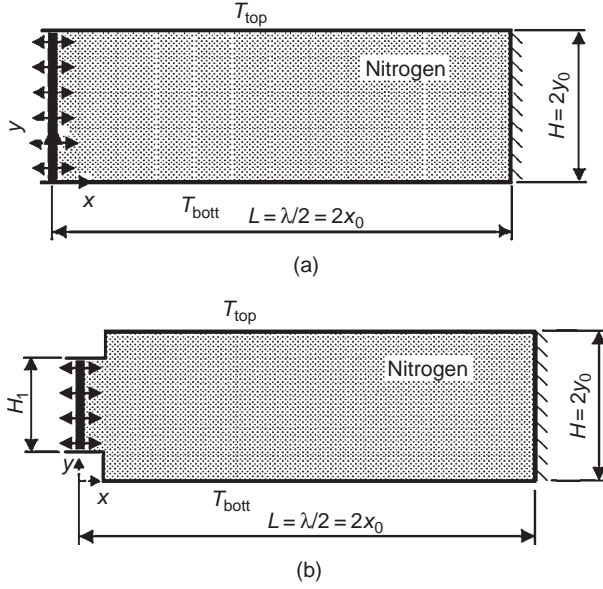 T_top
Nitrogen
y
H = 2y_0
x
T_bott
L = λ/2 = 2x_0
(a)
T_top
Nitrogen
H_1
H = 2y_0
y
x
T_bott
L = λ/2 = 2x_0
(b)